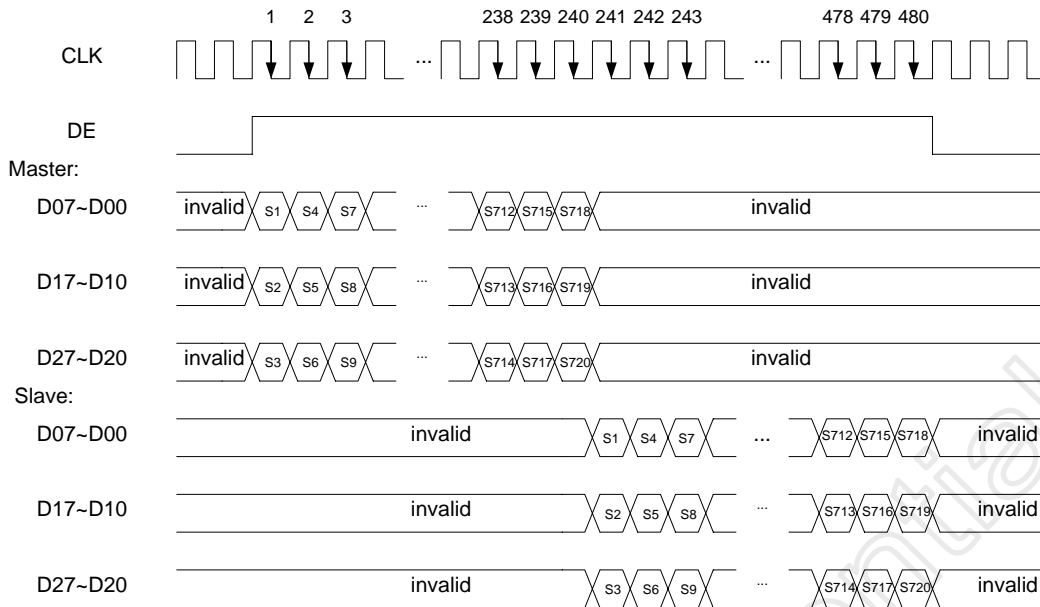 1 2 3 238 239 240 241 242 243 478 479 480
CLK ... ...
DE
Master:
D07~D00 invalid S1 S4 S7 ... S712 S715 S718 invalid
D17~D10 invalid S2 S5 S8 ... S713 S716 S719 invalid
D27~D20 invalid S3 S6 S9 ... S714 S717 S720 invalid
Slave:
D07~D00 invalid S1 S4 S7 ... S712 S715 S718 invalid
D17~D10 invalid S2 S5 S8 ... S713 S716 S719 invalid
D27~D20 invalid S3 S6 S9 ... S714 S717 S720 invalid
ential